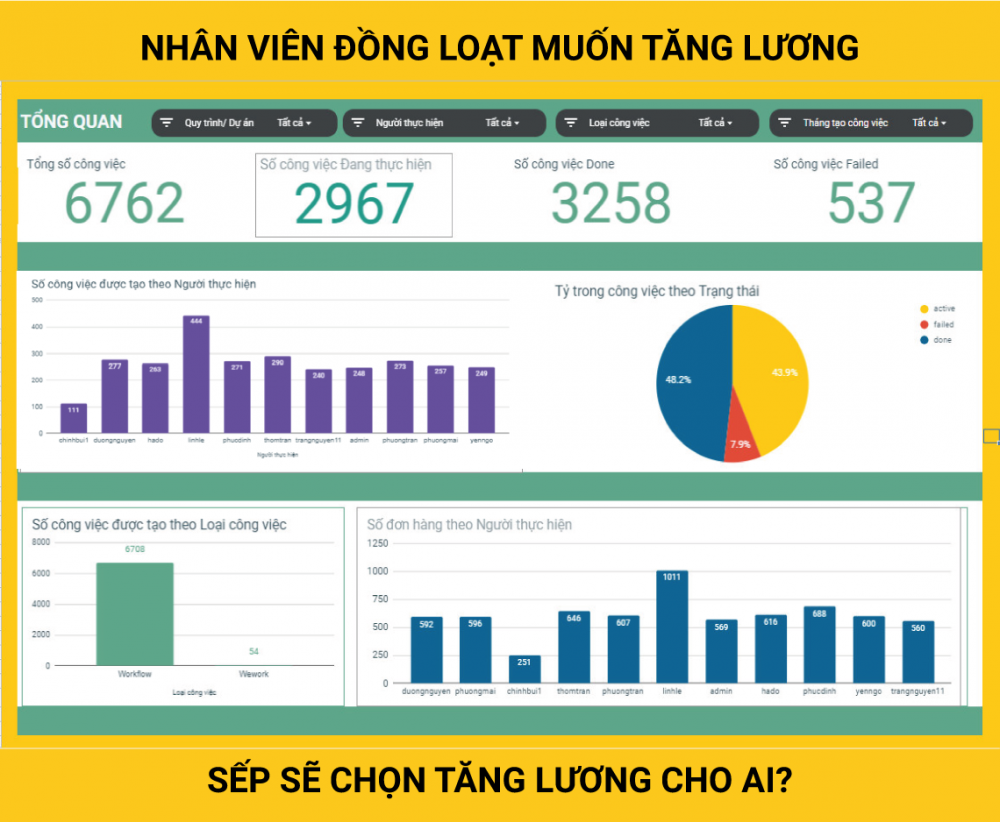 NHÂN VIÊN ĐỒNG LOẠT MUỐN TĂNG LƯƠNG
TỔNG QUAN
Quy trình/ Dự án Tất cả
Người thực hiện Tất cả
Loại công việc Tất cả
Tháng tạo công việc Tất cả
Tổng số công việc
6762
Số công việc Đang thực hiện
2967
Số công việc Done
3258
Số công việc Failed
537
Số công việc được tạo theo Người thực hiện
500
400
300
200
100
0
111 277 263 444 271 290 240 248 273 257 249
chinhbui1 duongnguyen hado linhle phucdinh thomtran trangnguyen11 admin phuongtran phuongmai yenngo
Người thực hiện
Tỷ trong công việc theo Trạng thái
active
failed
done
48.2%
43.9%
7.9%
Số công việc được tạo theo Loại công việc
8000
6000
4000
2000
0
6708
54
Workflow Wework
Loại công việc
Số đơn hàng theo Người thực hiện
1250
1000
750
500
250
0
592 596 251 646 607 1011 569 616 688 600 560
duongnguyen phuongmai chinhbui1 thomtran phuongtran linhle admin hado phucdinh yenngo trangnguyen11
SẾP SẼ CHỌN TĂNG LƯƠNG CHO AI?